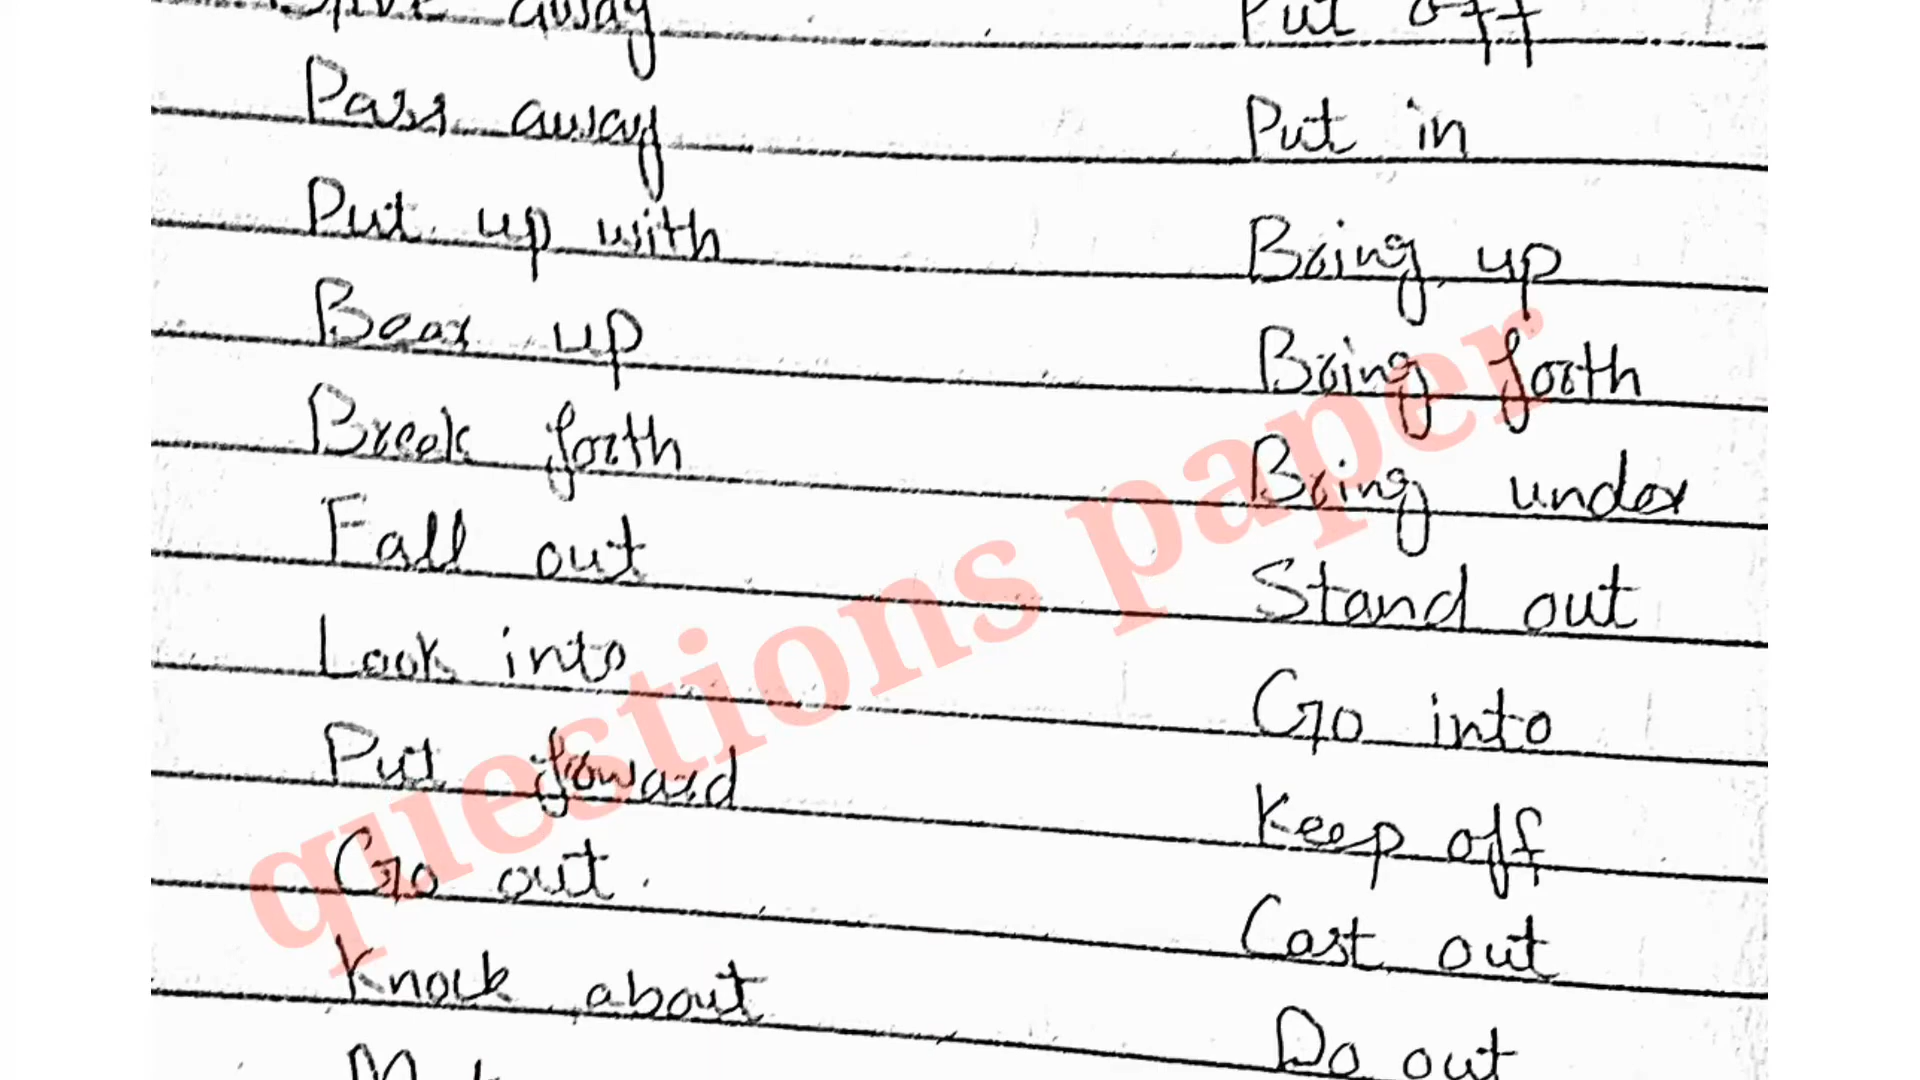 away
Put off
Pass away
Put in
Put up with
Bring up
Bear up
Bring forth
Break forth
Bring under
Fall out
Stand out
Look into
Go into
Put foward
Keep off
Go out.
Cast out
Knock about
Do out
questions paper